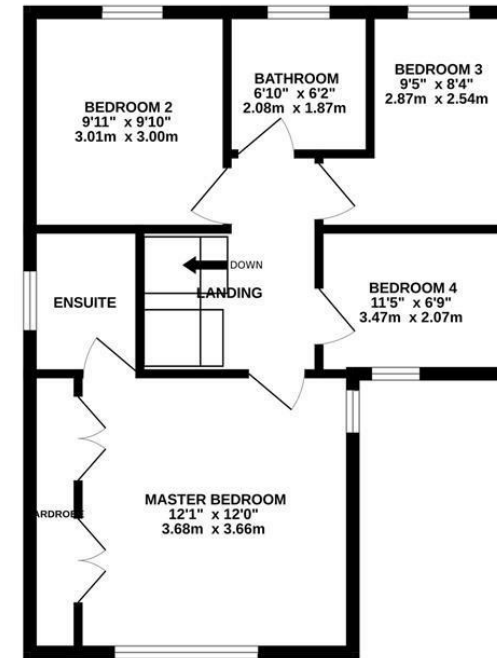 BEDROOM 2
9'11" x 9'10"
3.01m x 3.00m
BATHROOM
6'10" x 6'2"
2.08m x 1.87m
BEDROOM 3
9'5" x 8'4"
2.87m x 2.54m
ENSUITE
DOWN
LANDING
BEDROOM 4
11'5" x 6'9"
3.47m x 2.07m
ARDROBE
MASTER BEDROOM
12'1" x 12'0"
3.68m x 3.66m